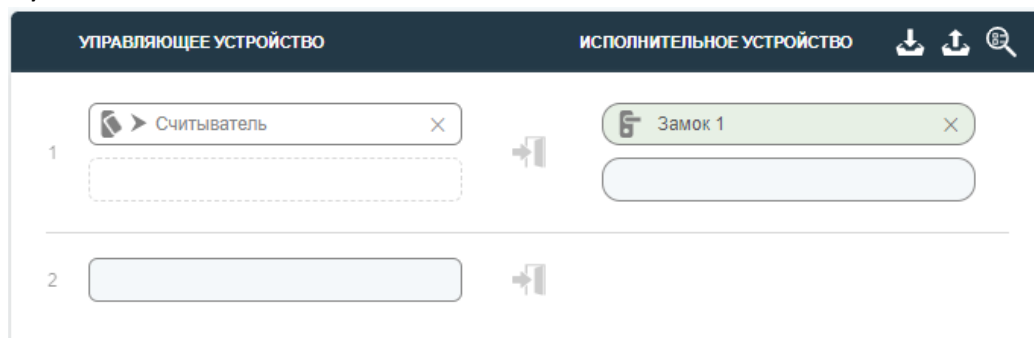 УПРАВЛЯЮЩЕЕ УСТРОЙСТВО ИСПОЛНИТЕЛЬНОЕ УСТРОЙСТВО
1 Считыватель Замок 1
2